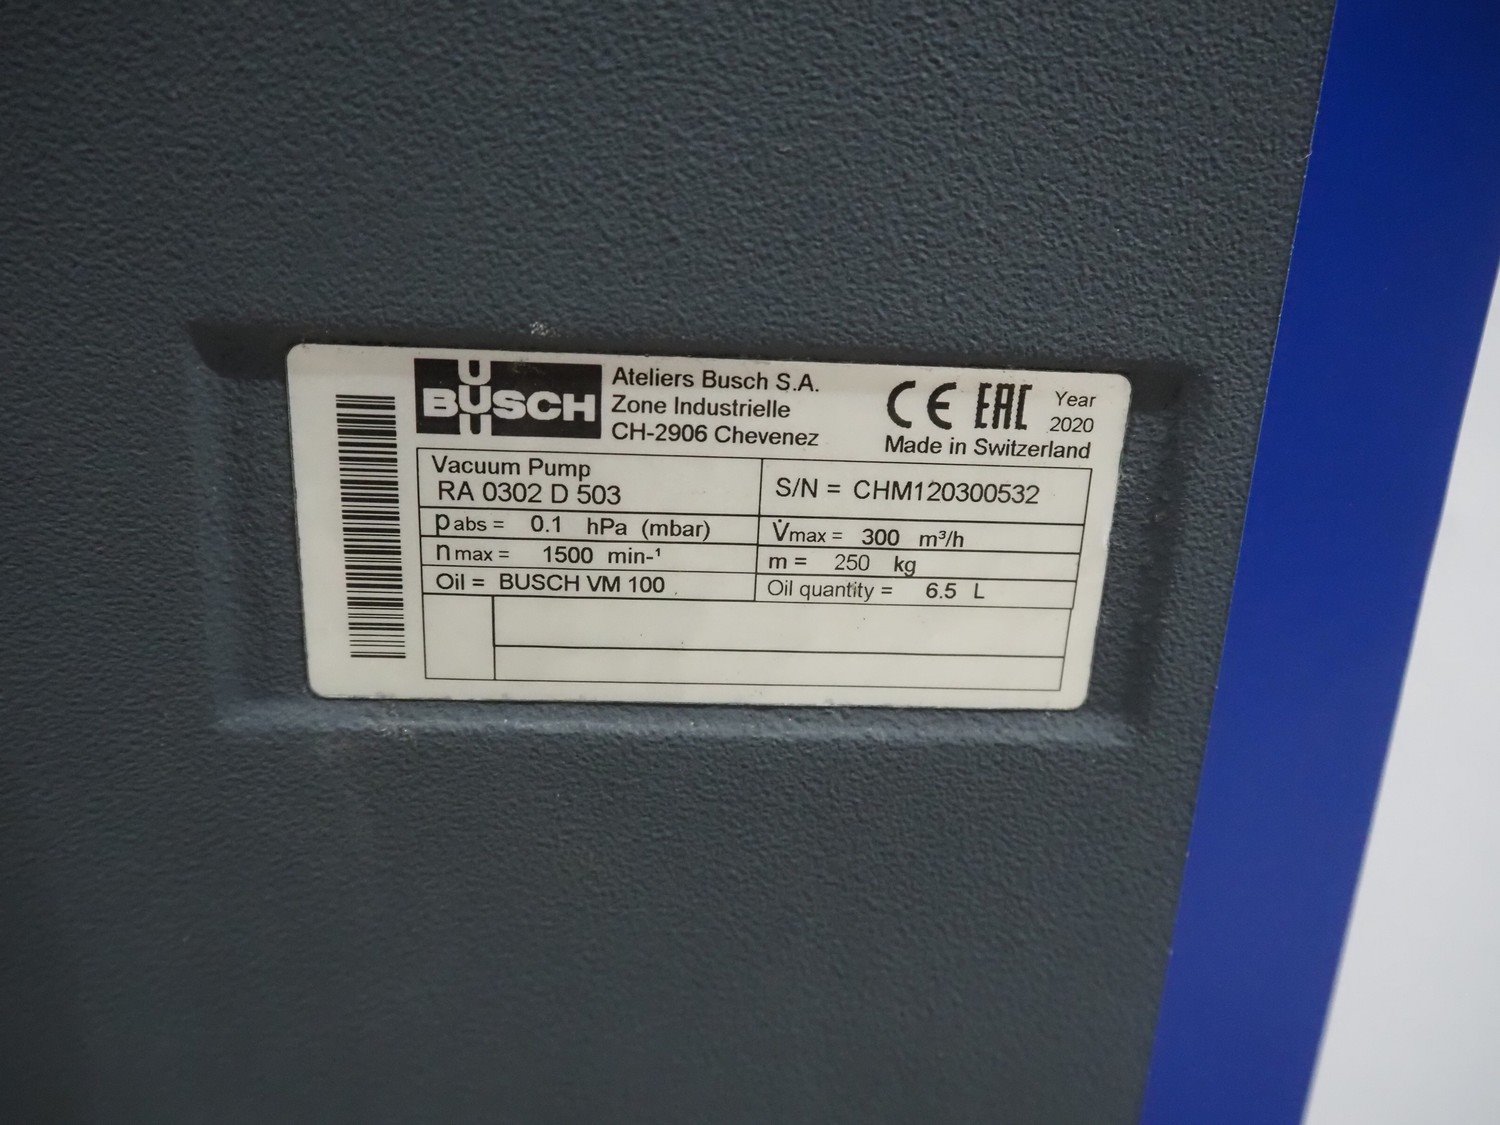 BUSCH
Ateliers Busch S.A.
Zone Industrielle
CH-2906 Chevenez
CE EAC
Year
2020
Made in Switzerland
Vacuum Pump
RA 0302 D 503
S/N = CHM120300532
p abs = 0.1 hPa (mbar)
V̇max = 300 m³/h
n max = 1500 min-¹
m = 250 kg
Oil = BUSCH VM 100
Oil quantity = 6.5 L